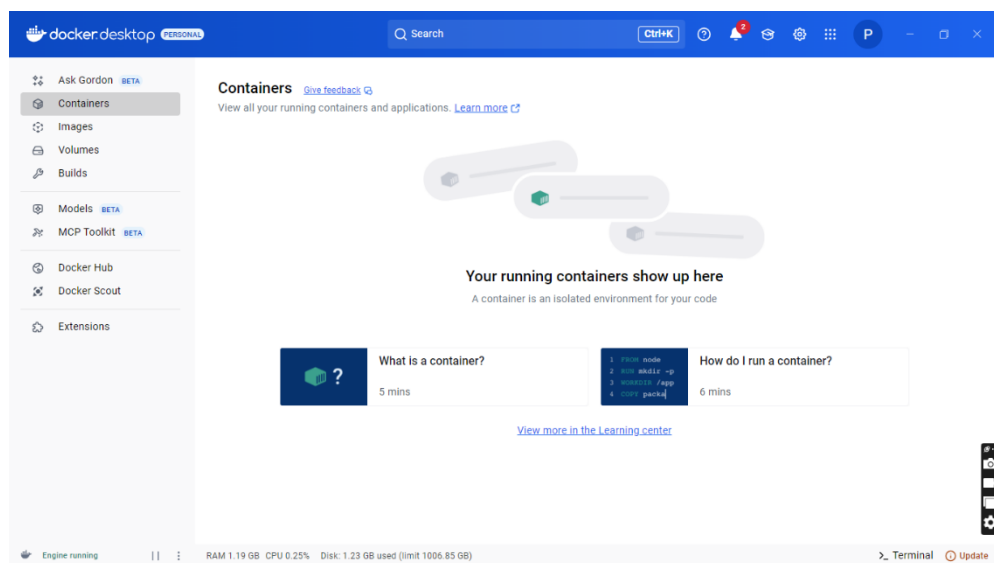 docker.desktop PERSONAL
Search
Ctrl+K
2
P
Ask Gordon BETA
Containers
Images
Volumes
Builds
Models BETA
MCP Toolkit BETA
Docker Hub
Docker Scout
Extensions
Containers Give feedback
View all your running containers and applications. Learn more
Your running containers show up here
A container is an isolated environment for your code
?
What is a container?
5 mins
1 FROM node
2 RUN mkdir -p
3 WORKDIR /app
4 COPY packa
How do I run a container?
6 mins
View more in the Learning center
Engine running
RAM 1.19 GB CPU 0.25% Disk: 1.23 GB used (limit 1006.85 GB)
>_ Terminal
Update